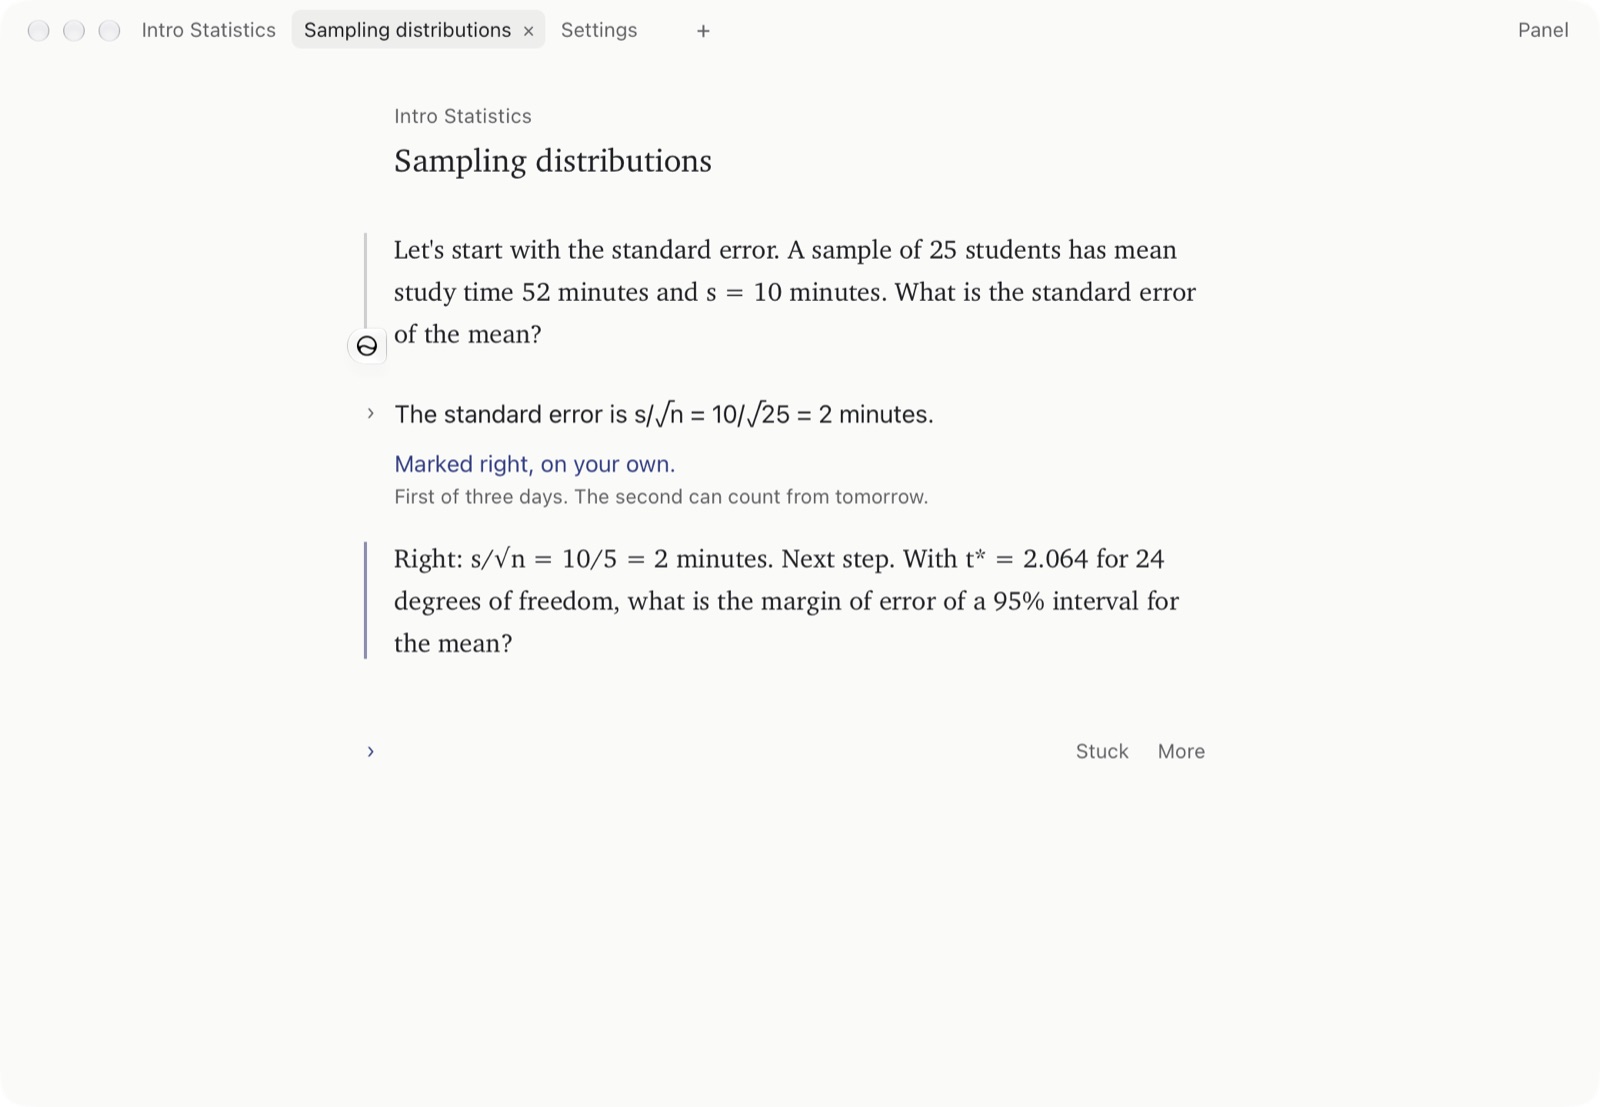 Intro Statistics
Sampling distributions ×
Settings
+
Panel
Intro Statistics
Sampling distributions
Let's start with the standard error. A sample of 25 students has mean
study time 52 minutes and s = 10 minutes. What is the standard error
of the mean?
› The standard error is s/√n = 10/√25 = 2 minutes.
Marked right, on your own.
First of three days. The second can count from tomorrow.
Right: s/√n = 10/5 = 2 minutes. Next step. With t* = 2.064 for 24
degrees of freedom, what is the margin of error of a 95% interval for
the mean?
›
Stuck
More